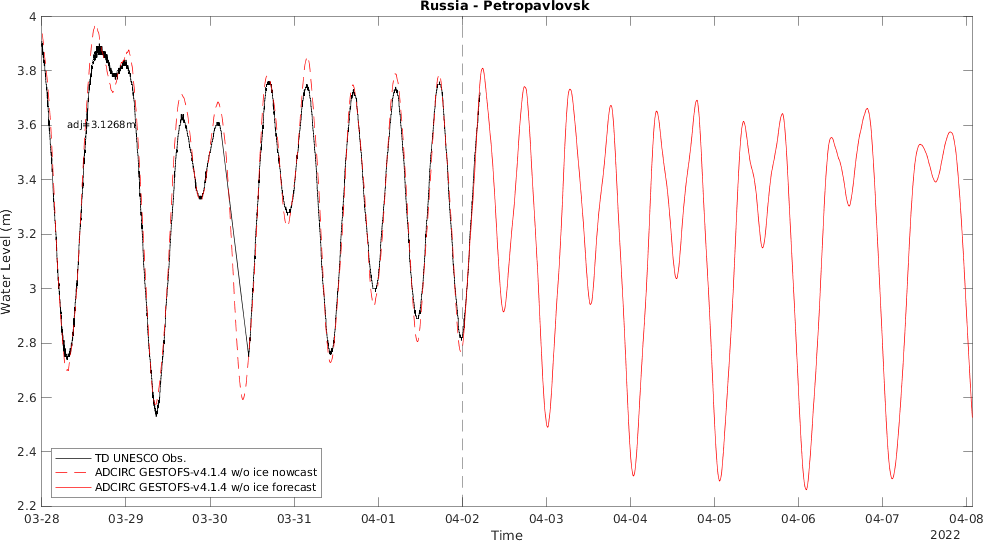 Russia - Petropavlovsk
4
3.8
3.6
3.4
3.2
3
2.8
2.6
2.4
2.2
Water Level (m)
adj=3.1268m
TD UNESCO Obs.
ADCIRC GESTOFS-v4.1.4 w/o ice nowcast
ADCIRC GESTOFS-v4.1.4 w/o ice forecast
03-28 03-29 03-30 03-31 04-01 04-02 04-03 04-04 04-05 04-06 04-07 04-08
Time
2022